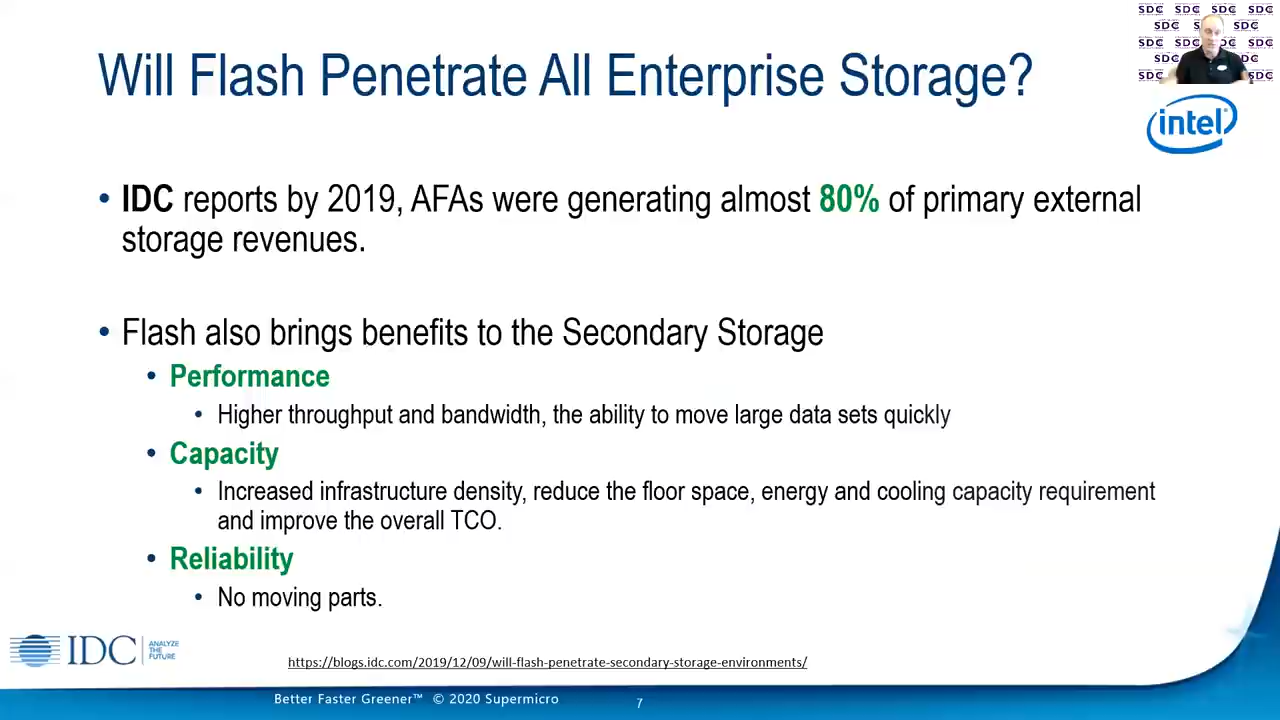 SDC SDC SDC SDC
SDC SDC SDC
SDC SDC SDC SDC
SDC SDC
SDC SDC
Will Flash Penetrate All Enterprise Storage?
intel
• IDC reports by 2019, AFAs were generating almost 80% of primary external
storage revenues.
• Flash also brings benefits to the Secondary Storage
• Performance
• Higher throughput and bandwidth, the ability to move large data sets quickly
• Capacity
• Increased infrastructure density, reduce the floor space, energy and cooling capacity requirement
and improve the overall TCO.
• Reliability
• No moving parts.
IDC
ANALYZE
THE
FUTURE
https://blogs.idc.com/2019/12/09/will-flash-penetrate-secondary-storage-environments/
Better Faster Greener™ © 2020 Supermicro
7